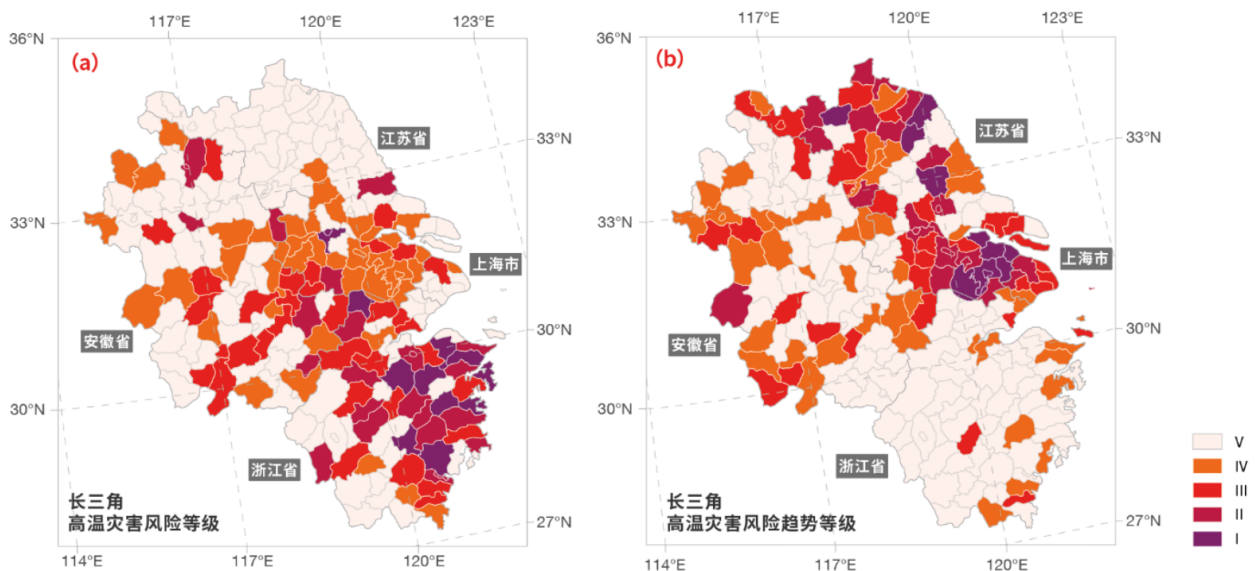 117°E 120°E 123°E
36°N
(a)
江苏省
33°N
33°N
上海市
安徽省
30°N
30°N
浙江省
长三角
高温灾害风险等级
27°N
114°E 117°E 120°E
117°E 120°E 123°E
36°N
(b)
江苏省
33°N
33°N
上海市
安徽省
30°N
30°N
浙江省
长三角
高温灾害风险趋势等级
27°N
114°E 117°E 120°E
V
IV
III
II
I